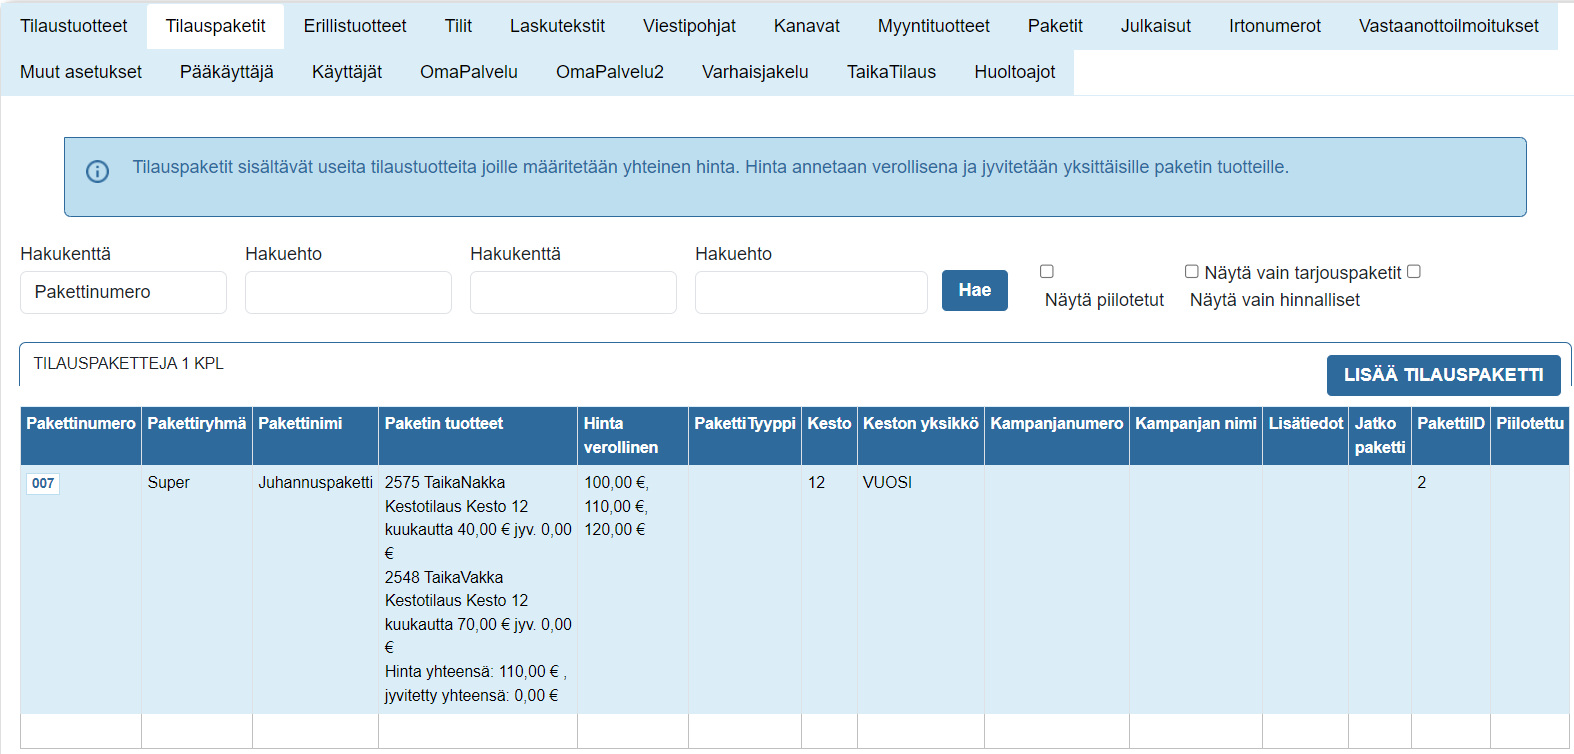 Tilaustuotteet Tilauspaketit Erillistuotteet Tilit Laskutekstit Viestipohjat Kanavat Myyntituotteet Paketit Julkaisut Irtonumerot Vastaanottoilmoitukset
Muut asetukset Pääkäyttäjä Käyttäjät OmaPalvelu OmaPalvelu2 Varhaisjakelu TaikaTilaus Huoltoajot
Tilauspaketit sisältävät useita tilaustuotteita joille määritetään yhteinen hinta. Hinta annetaan verollisena ja jyvitetään yksittäisille paketin tuotteille.
Hakukenttä Hakuehto Hakukenttä Hakuehto
Pakettinumero
Hae
Näytä piilotetut
Näytä vain tarjouspaketit
Näytä vain hinnalliset
TILAUSPAKETTEJA 1 KPL
LISÄÄ TILAUSPAKETTI
Pakettinumero Pakettiryhmä Pakettinimi Paketin tuotteet Hinta verollinen PakettiTyyppi Kesto Keston yksikkö Kampanjanumero Kampanjan nimi Lisätiedot Jatko paketti PakettiID Piilotettu
007 Super Juhannuspaketti
2575 TaikaNakka
Kestotilaus Kesto 12
kuukautta 40,00 € jyv. 0,00
€
2548 TaikaVakka
Kestotilaus Kesto 12
kuukautta 70,00 € jyv. 0,00
€
Hinta yhteensä: 110,00 € ,
jyvitetty yhteensä: 0,00 €
100,00 €,
110,00 €,
120,00 €
12 VUOSI 2